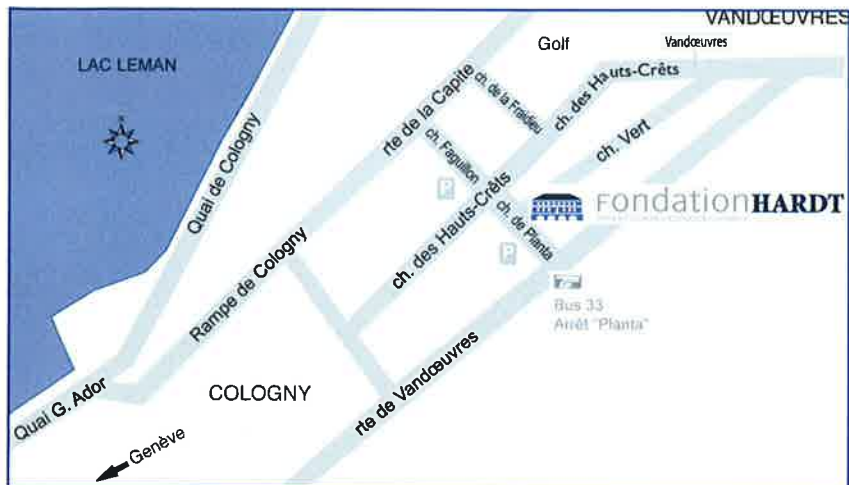 VANDŒUVRES
Golf
Vandœuvres
LAC LEMAN
N
ch. des Hauts-Crêts
rte de la Capite
ch. de la Fraidieu
Quai de Cologny
ch. Faguillon
ch. Vert
P
FondationHARDT
ch. des Hauts-Crêts
ch. de Planta
P
Rampe de Cologny
Bus 33
Arrêt "Planta"
COLOGNY
rte de Vandœuvres
Quai G. Ador
Genève